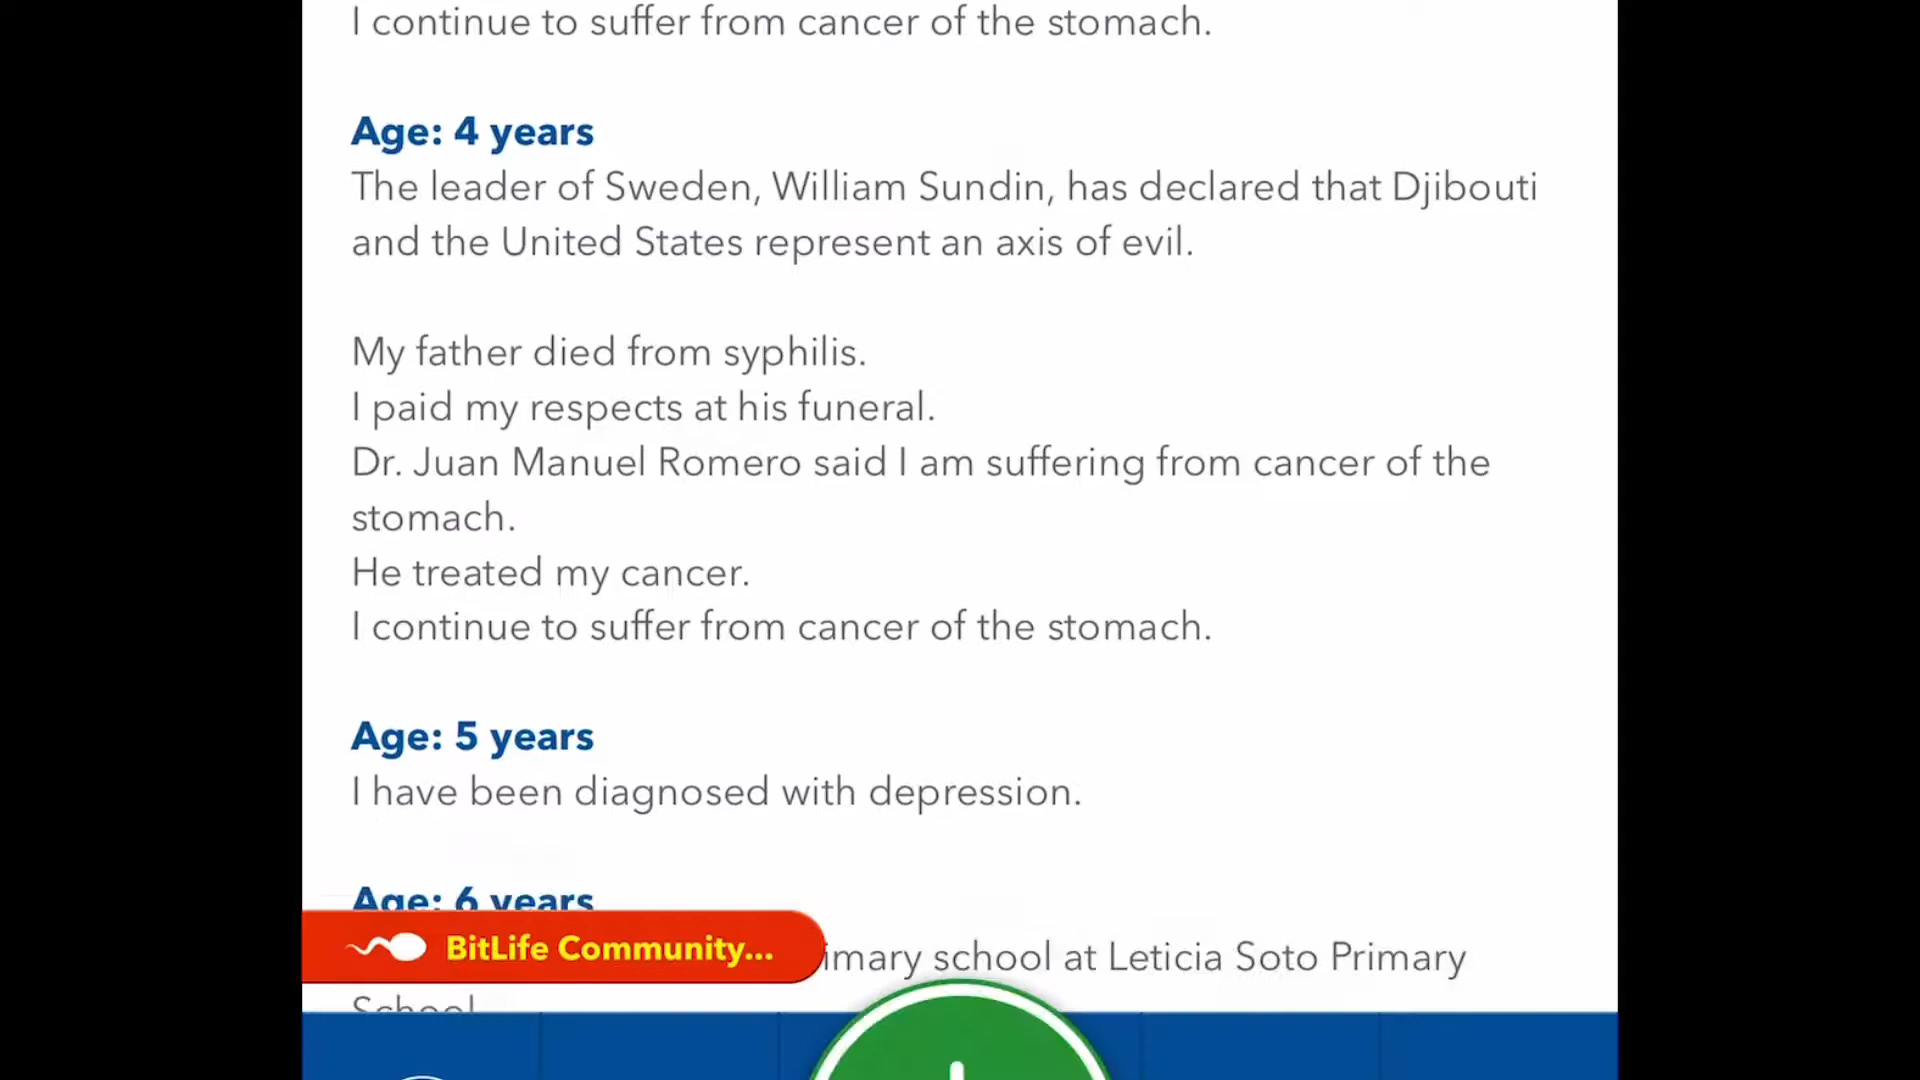 I continue to suffer from cancer of the stomach.
Age: 4 years
The leader of Sweden, William Sundin, has declared that Djibouti
and the United States represent an axis of evil.
My father died from syphilis.
I paid my respects at his funeral.
Dr. Juan Manuel Romero said I am suffering from cancer of the
stomach.
He treated my cancer.
I continue to suffer from cancer of the stomach.
Age: 5 years
I have been diagnosed with depression.
Age: 6 years
BitLife Community...
school at Leticia Soto Primary
School